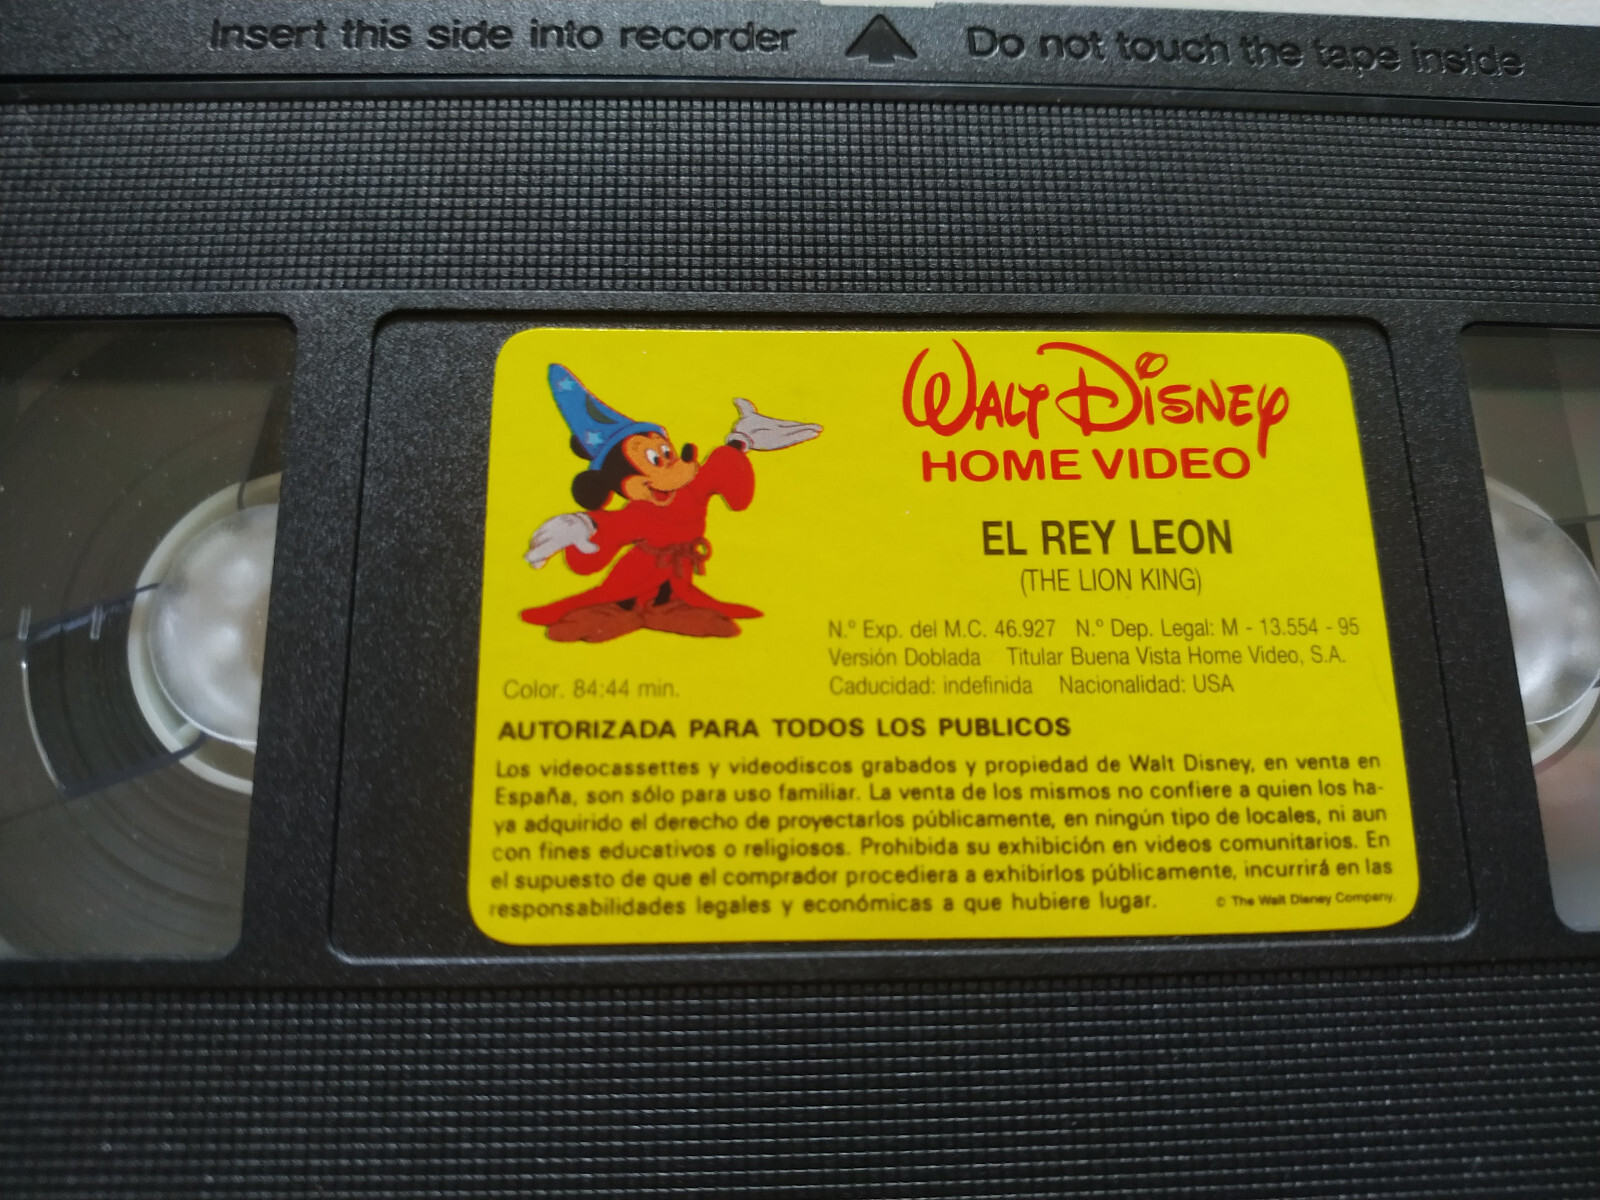 Insert this side into recorder Do not touch the tape inside
WALT DISNEY
HOME VIDEO
EL REY LEON
(THE LION KING)
N.º Exp. del M.C. 46.927 N.º Dep. Legal: M - 13.554 - 95
Versión Doblada Titular Buena Vista Home Video, S.A.
Color. 84:44 min. Caducidad: indefinida Nacionalidad: USA
AUTORIZADA PARA TODOS LOS PUBLICOS
Los videocassettes y videodiscos grabados y propiedad de Walt Disney, en venta en
España, son sólo para uso familiar. La venta de los mismos no confiere a quien los ha-
ya adquirido el derecho de proyectarlos públicamente, en ningún tipo de locales, ni aun
con fines educativos o religiosos. Prohibida su exhibición en videos comunitarios. En
el supuesto de que el comprador procediera a exhibirlos públicamente, incurrirá en las
responsabilidades legales y económicas a que hubiere lugar. © The Walt Disney Company.